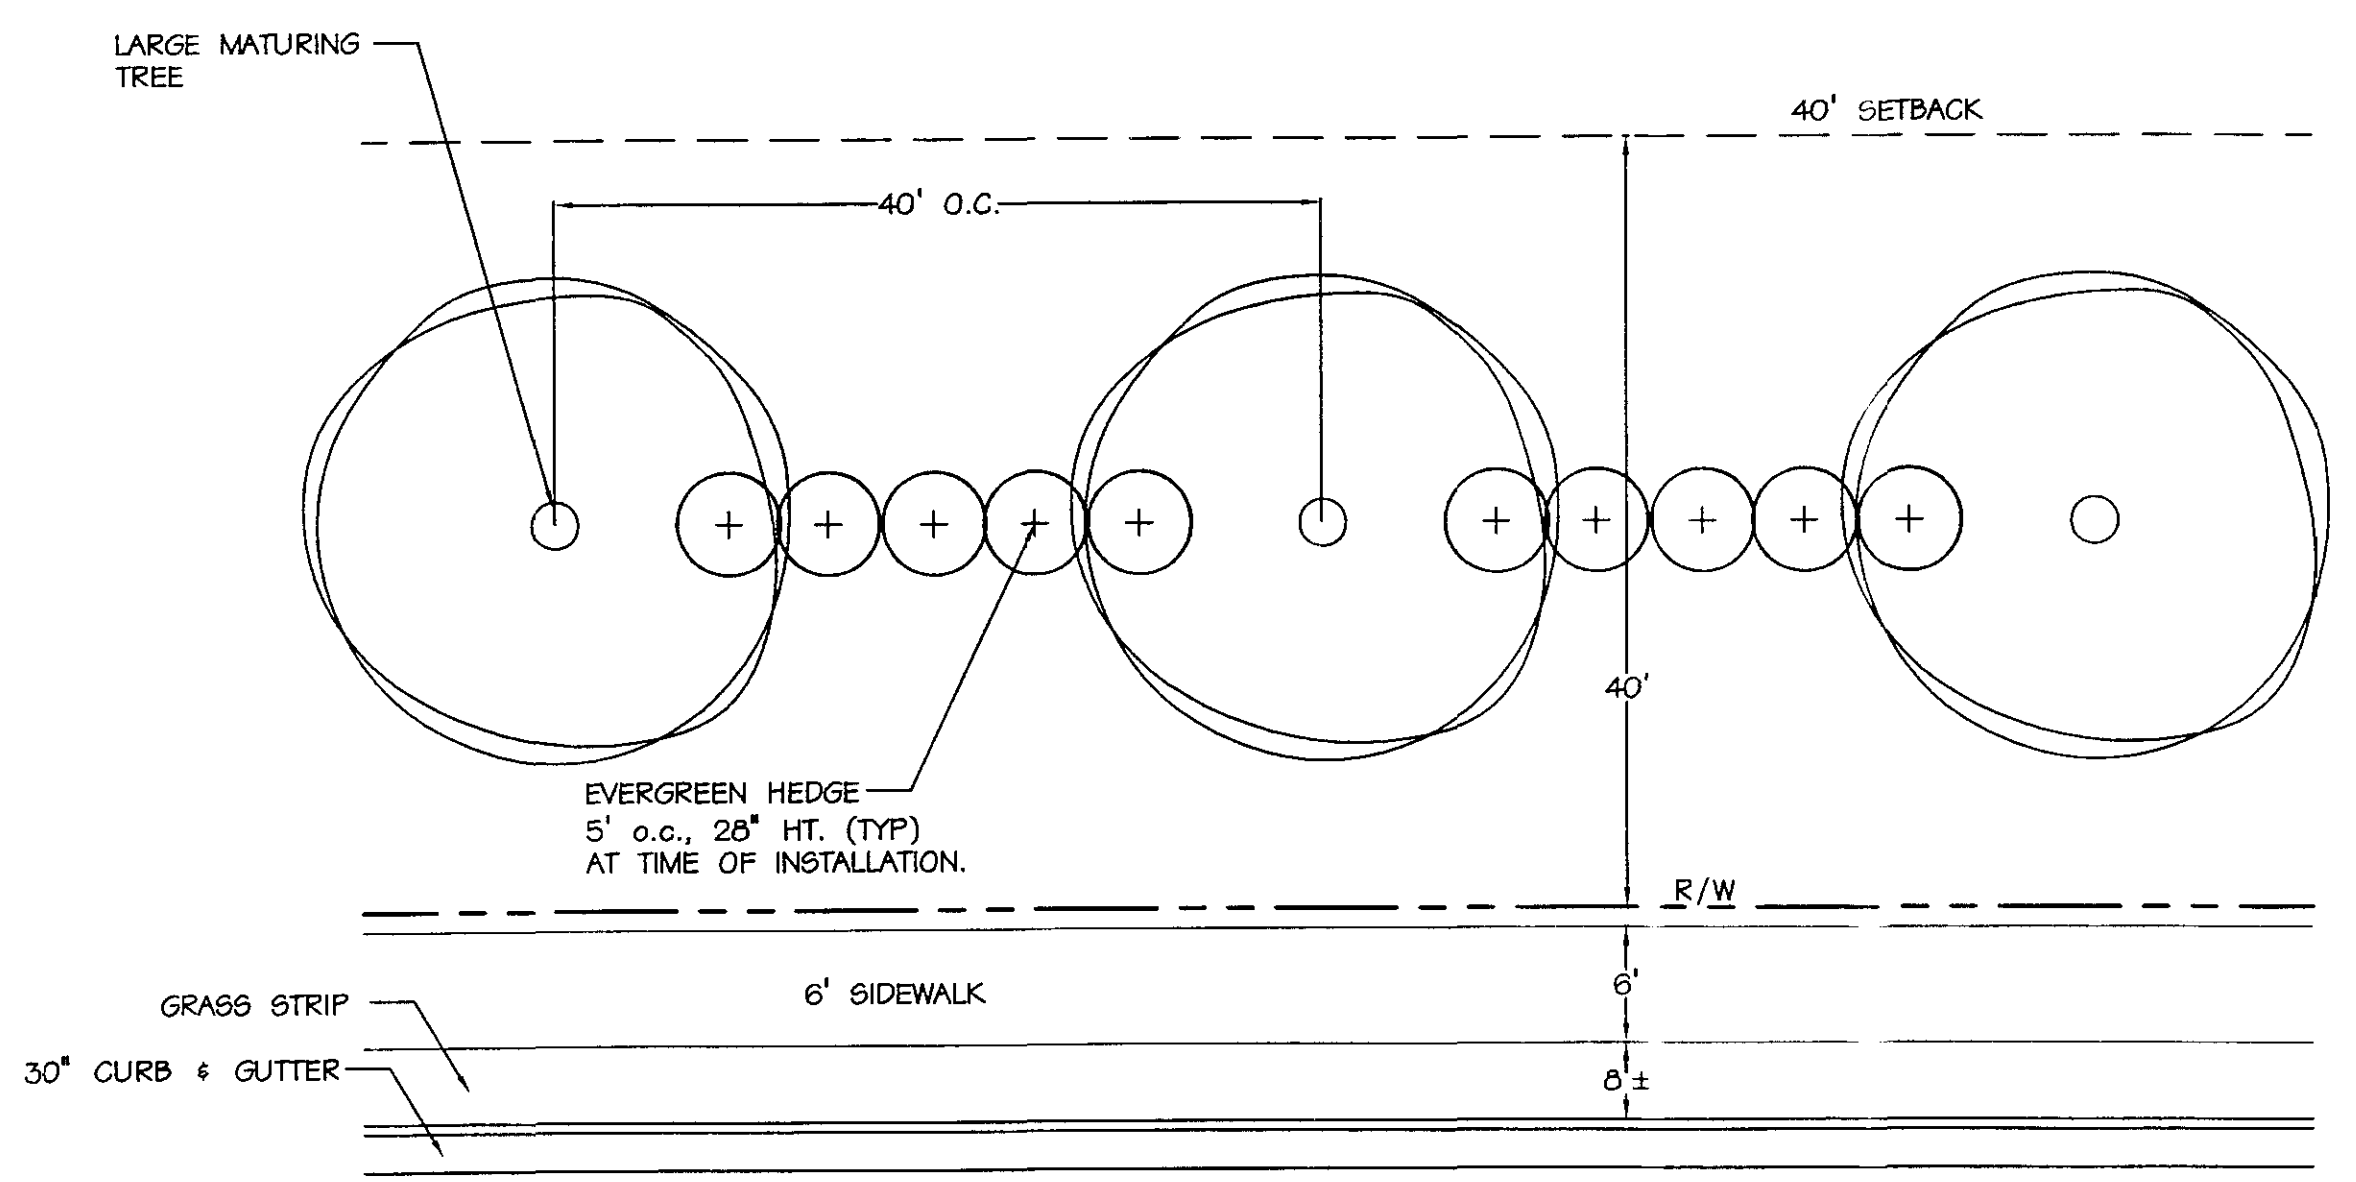 LARGE MATURING
TREE
40' SETBACK
40' O.C.
40'
EVERGREEN HEDGE
5' o.c., 28" HT. (TYP)
AT TIME OF INSTALLATION.
R/W
6' SIDEWALK
6'
GRASS STRIP
30" CURB & GUTTER
8'±